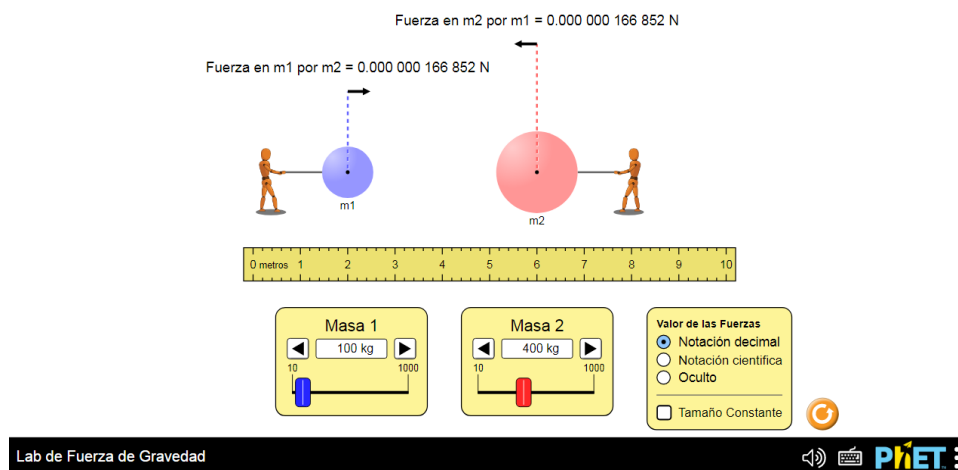 Fuerza en m2 por m1 = 0.000 000 166 852 N
Fuerza en m1 por m2 = 0.000 000 166 852 N
m1
m2
0 metros 1 2 3 4 5 6 7 8 9 10
Masa 1
100 kg
10 1000
Masa 2
400 kg
10 1000
Valor de las Fuerzas
Notación decimal
Notación científica
Oculto
Tamaño Constante
Lab de Fuerza de Gravedad
PhET